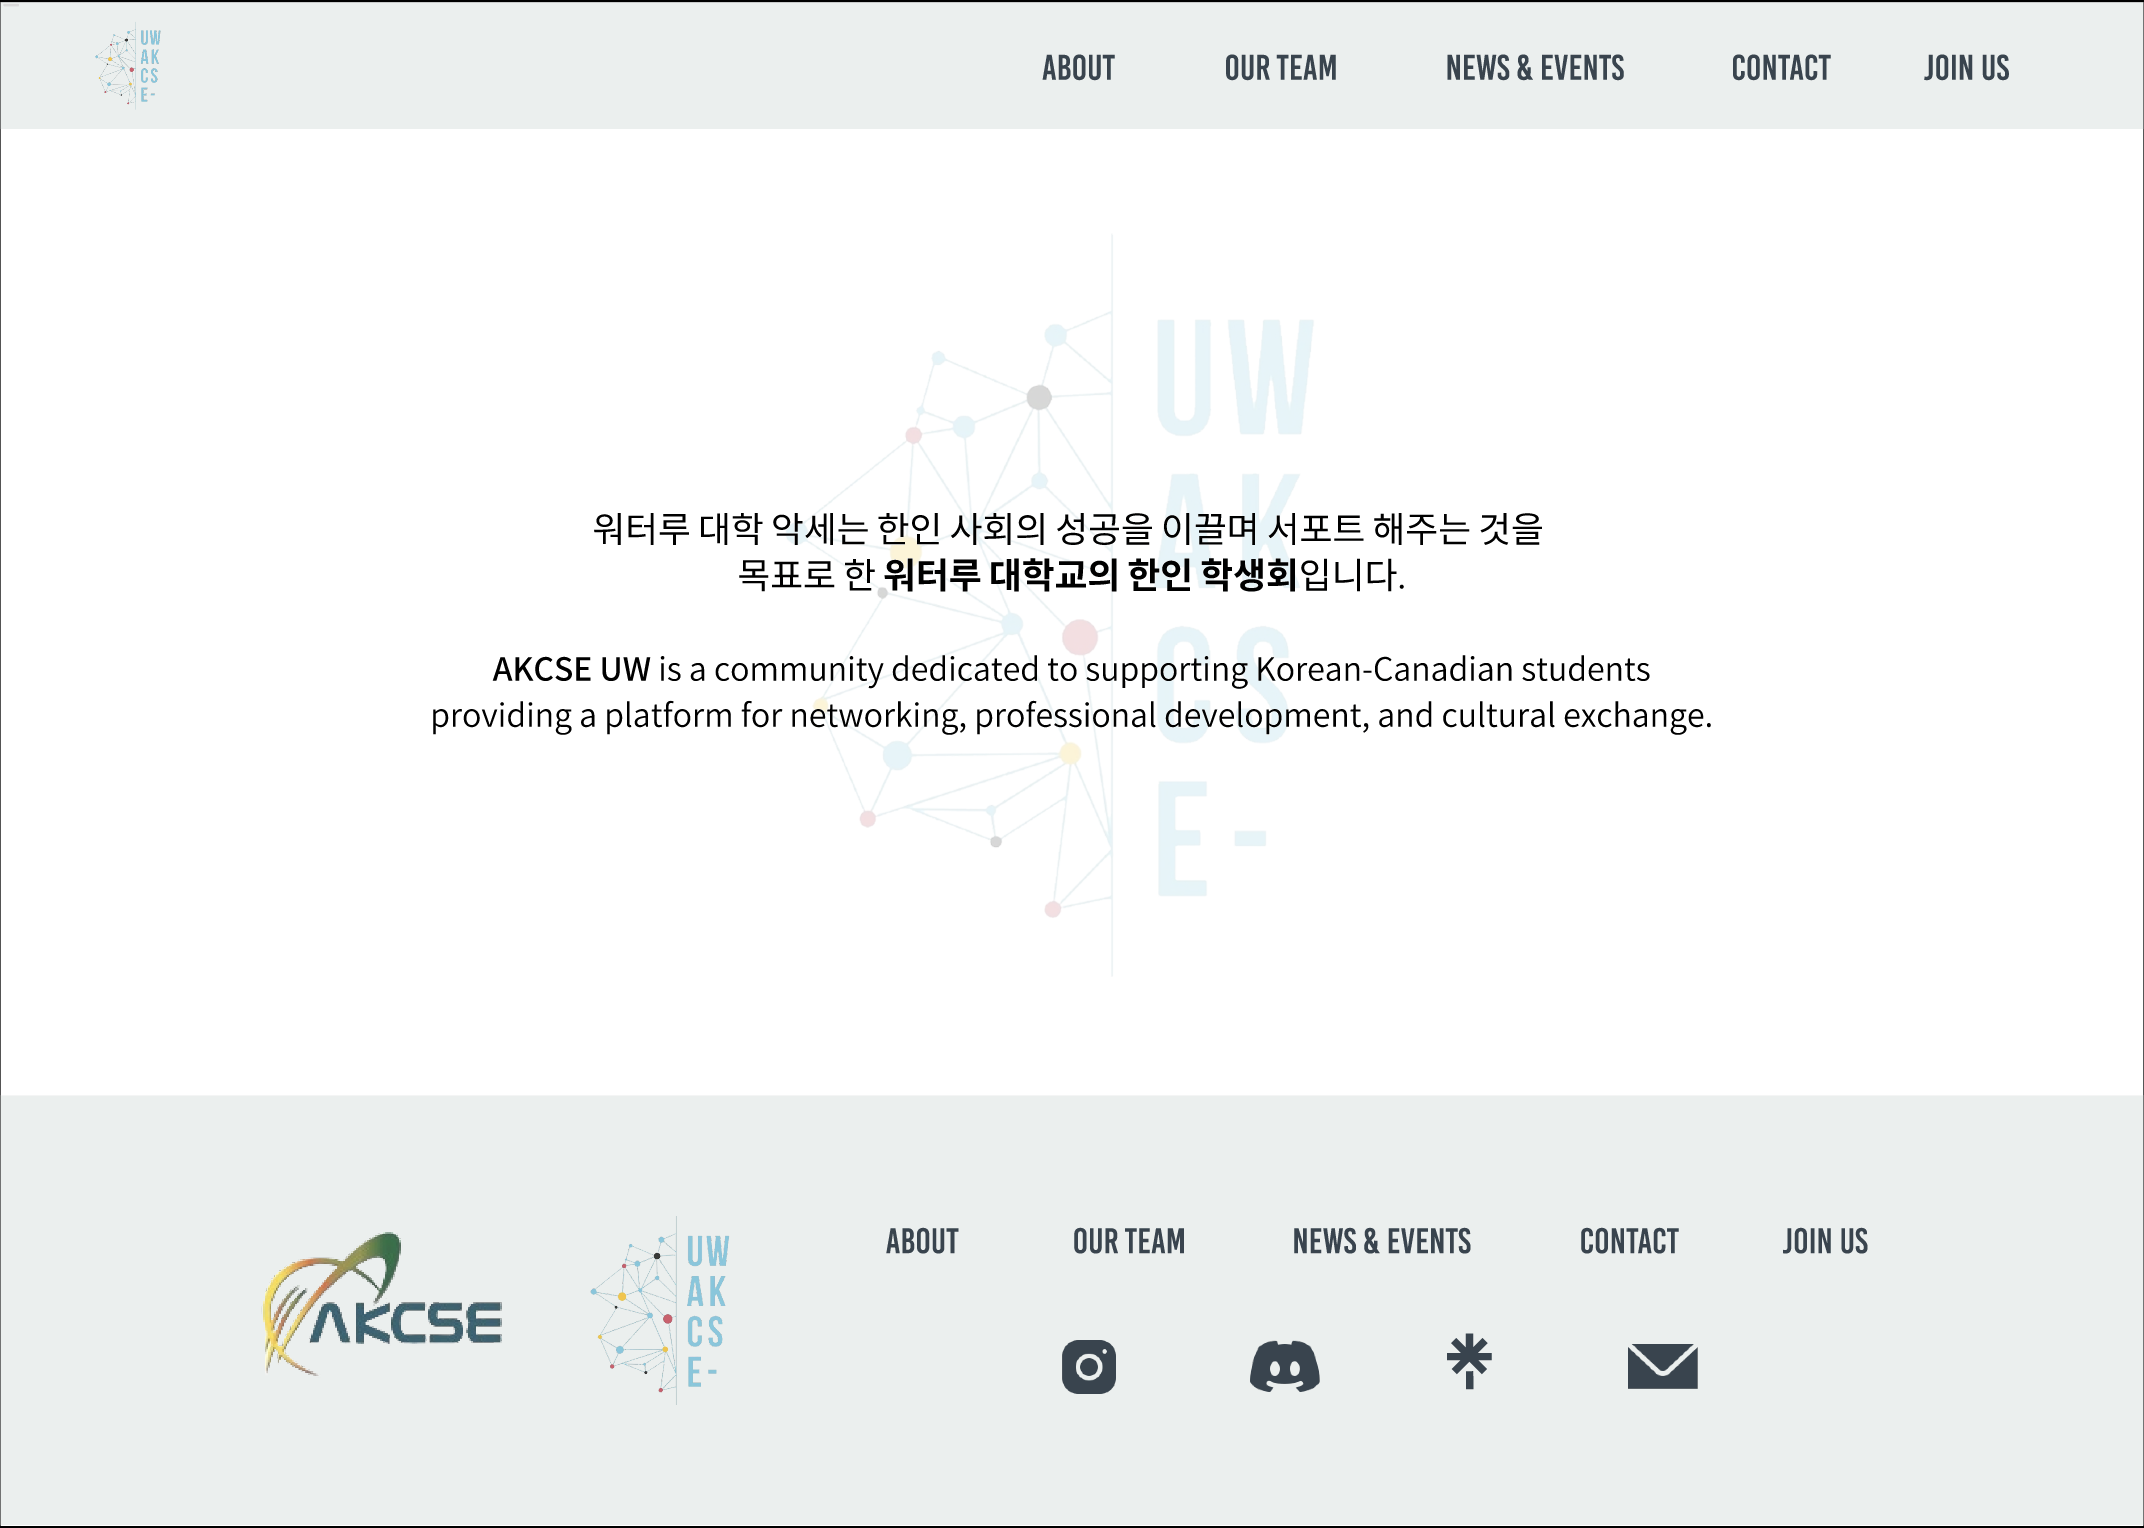 UW
AK
CS
E-
ABOUT OUR TEAM NEWS & EVENTS CONTACT JOIN US
UW
AK
CS
E-
워터루 대학 악세는 한인 사회의 성공을 이끌며 서포트 해주는 것을
목표로 한 워터루 대학교의 한인 학생회입니다.
AKCSE UW is a community dedicated to supporting Korean-Canadian students
providing a platform for networking, professional development, and cultural exchange.
AKCSE
UW
AK
CS
E-
ABOUT OUR TEAM NEWS & EVENTS CONTACT JOIN US